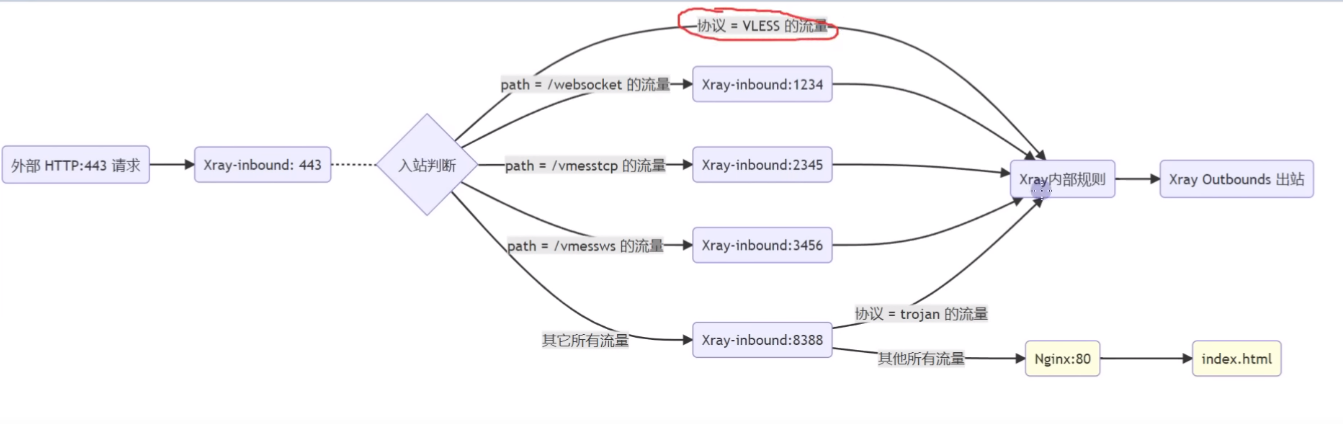 协议 = VLESS 的流量
path = /websocket 的流量
Xray-inbound:1234
外部 HTTP:443 请求
Xray-inbound: 443
入站判断
path = /vmesstcp 的流量
Xray-inbound:2345
Xray内部规则
Xray Outbounds 出站
path = /vmessws 的流量
Xray-inbound:3456
协议 = trojan 的流量
其它所有流量
Xray-inbound:8388
其他所有流量
Nginx:80
index.html